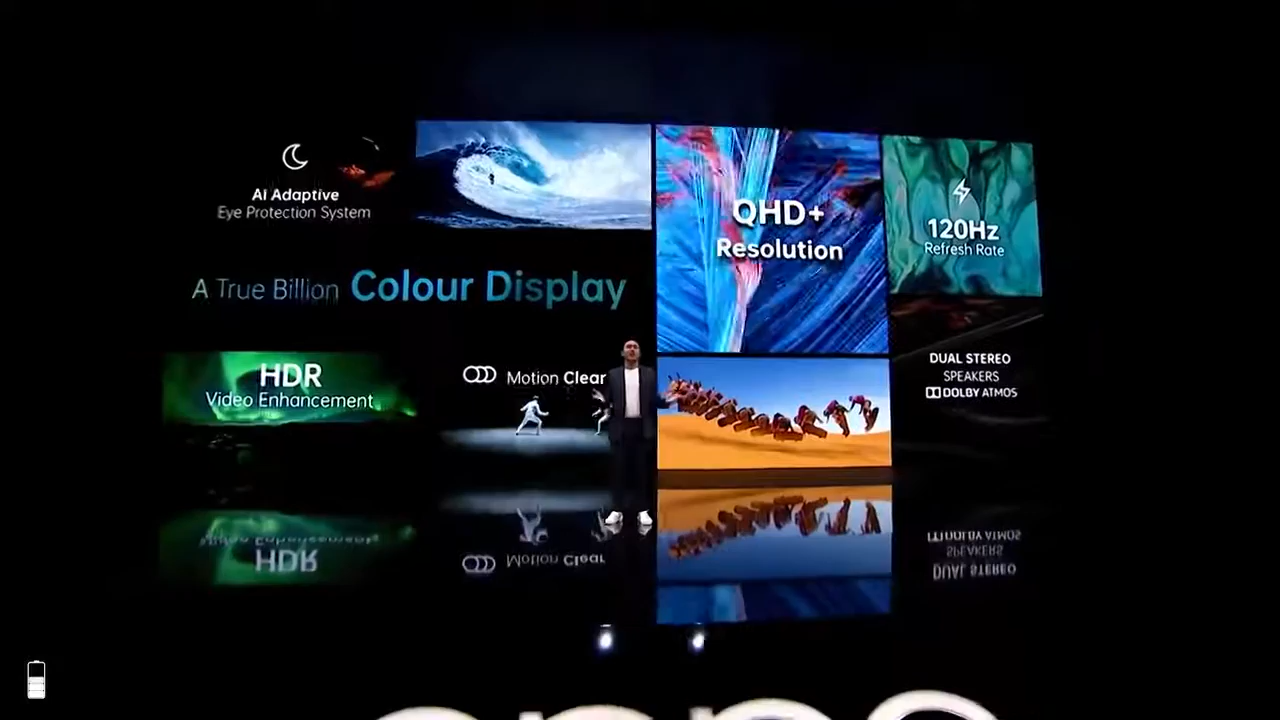 AI Adaptive
Eye Protection System
A True Billion Colour Display
HDR
Video Enhancement
Motion Clear
QHD+
Resolution
120Hz
Refresh Rate
DUAL STEREO
SPEAKERS
DOLBY ATMOS